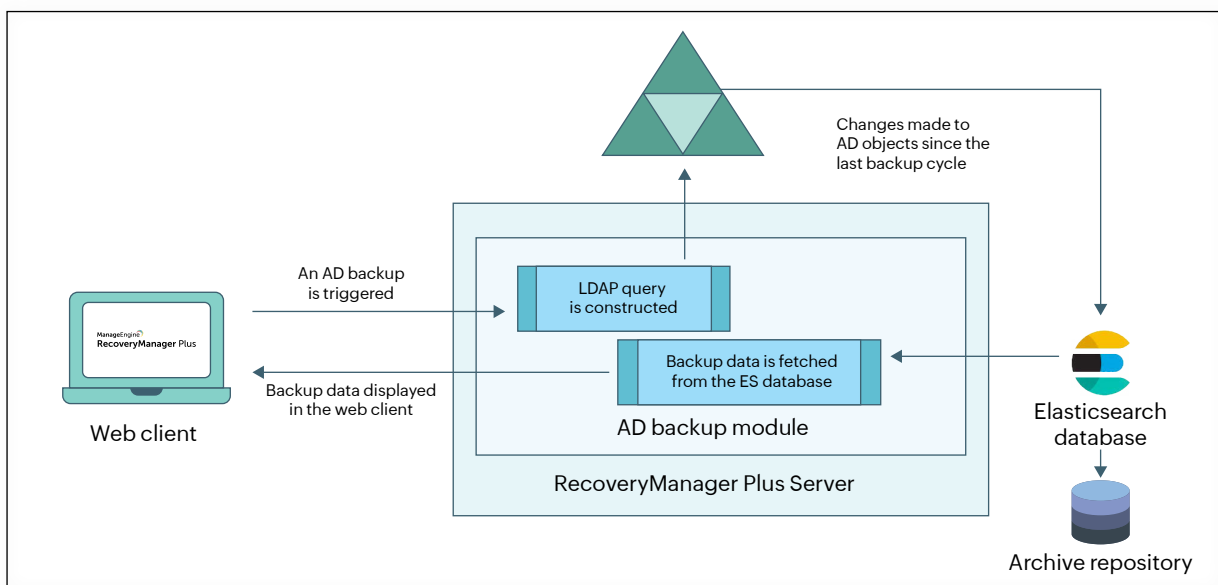 Changes made to
AD objects since the
last backup cycle
An AD backup
is triggered
LDAP query
is constructed
ManageEngine
RecoveryManager Plus
Backup data is fetched
from the ES database
Backup data displayed
in the web client
Web client
AD backup module
Elasticsearch
database
RecoveryManager Plus Server
Archive repository